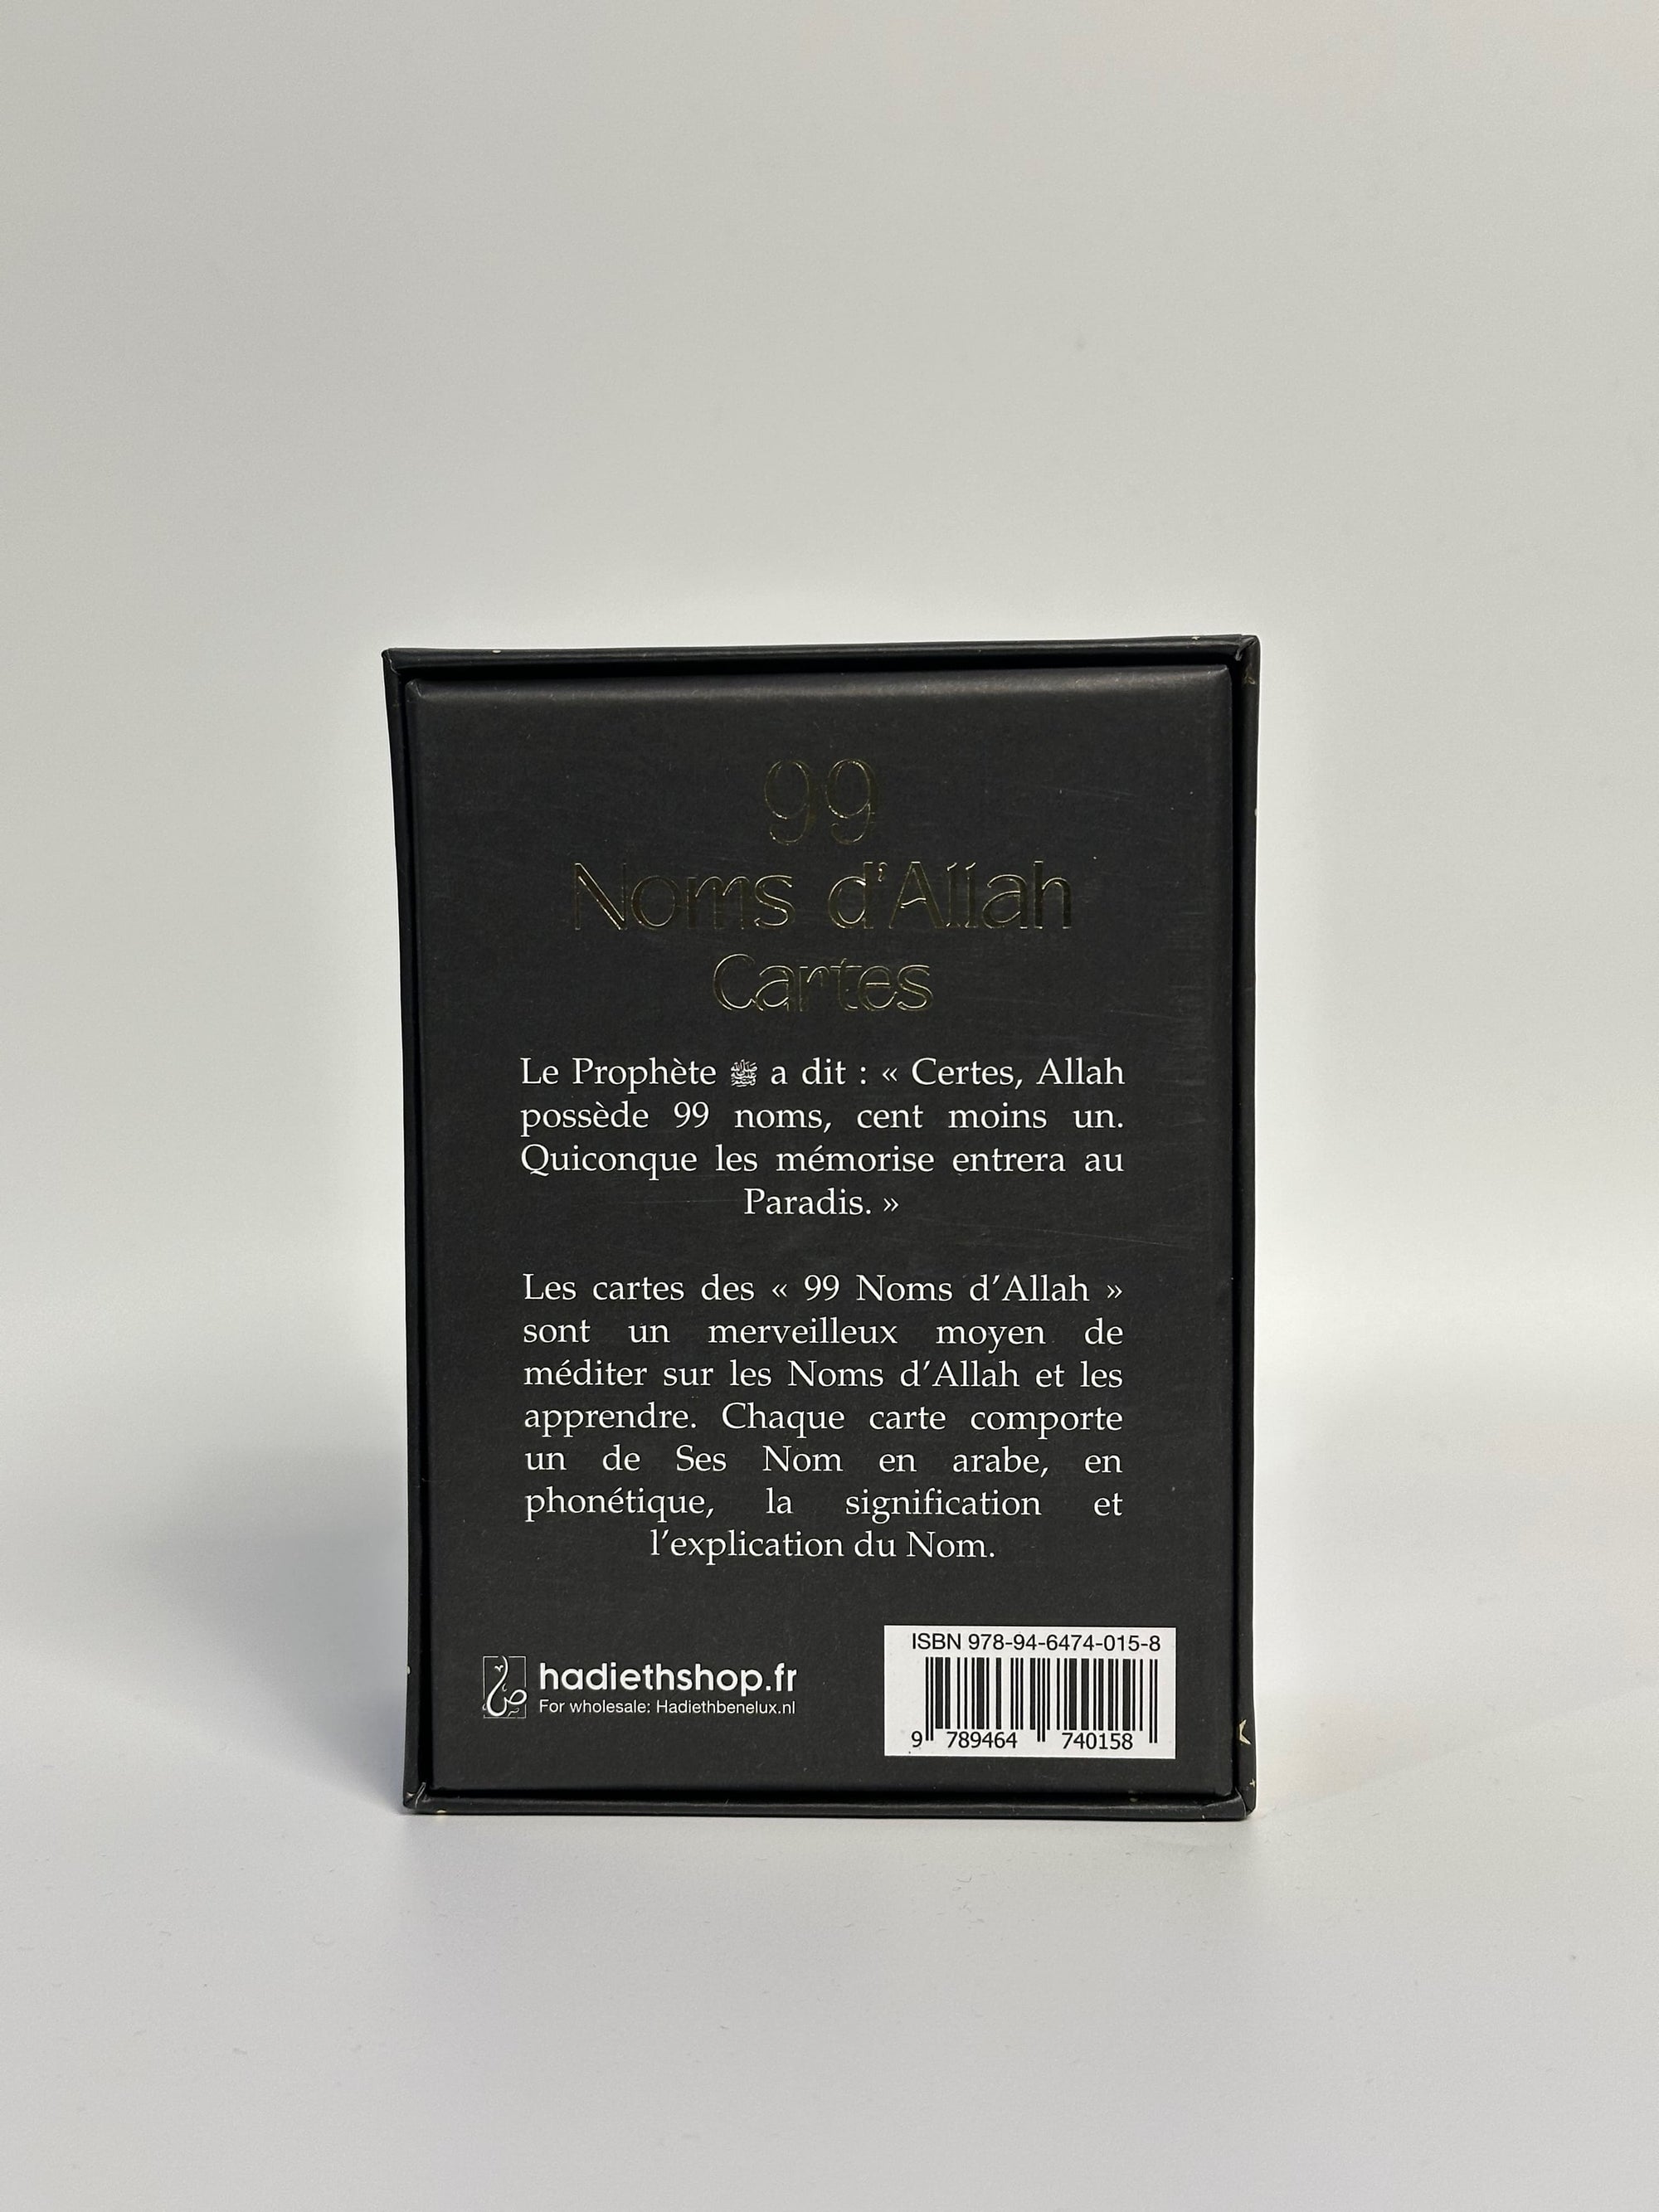 99
Noms d'Allah
Cartes
Le Prophète ﷺ a dit : « Certes, Allah
possède 99 noms, cent moins un.
Quiconque les mémorise entrera au
Paradis. »
Les cartes des « 99 Noms d’Allah »
sont un merveilleux moyen de
méditer sur les Noms d’Allah et les
apprendre. Chaque carte comporte
un de Ses Nom en arabe, en
phonétique, la signification et
l’explication du Nom.
hadiethshop.fr
For wholesale: Hadiethbenelux.nl
ISBN 978-94-6474-015-8
9 789464 740158